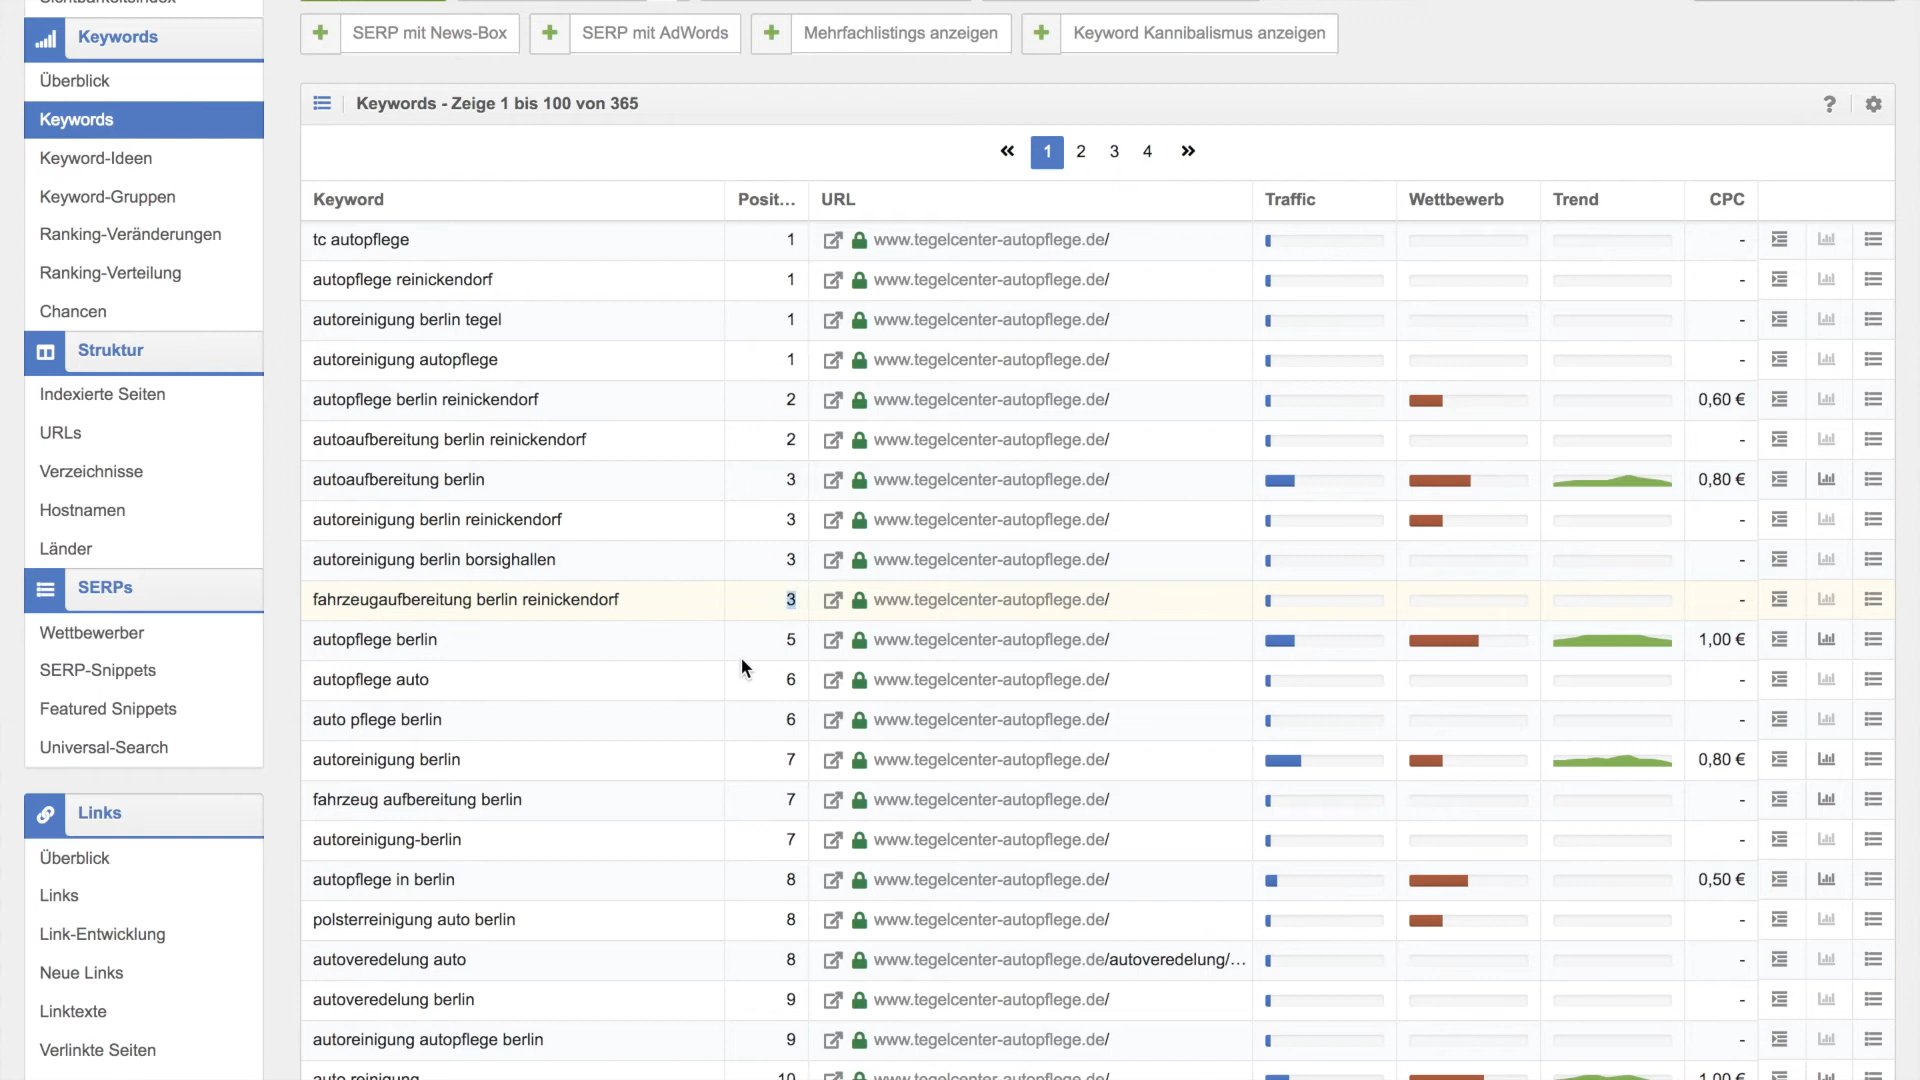 Keywords
Überblick
Keywords
Keyword-Ideen
Keyword-Gruppen
Ranking-Veränderungen
Ranking-Verteilung
Chancen
Struktur
Indexierte Seiten
URLs
Verzeichnisse
Hostnamen
Länder
SERPs
Wettbewerber
SERP-Snippets
Featured Snippets
Universal-Search
Links
Überblick
Links
Link-Entwicklung
Neue Links
Linktexte
Verlinkte Seiten
SERP mit News-Box SERP mit AdWords Mehrfachlistings anzeigen Keyword Kannibalismus anzeigen
Keywords - Zeige 1 bis 100 von 365 ?
« 1 2 3 4 »
Keyword Posit... URL Traffic Wettbewerb Trend CPC
tc autopflege 1 www.tegelcenter-autopflege.de/ -
autopflege reinickendorf 1 www.tegelcenter-autopflege.de/ -
autoreinigung berlin tegel 1 www.tegelcenter-autopflege.de/ -
autoreinigung autopflege 1 www.tegelcenter-autopflege.de/ -
autopflege berlin reinickendorf 2 www.tegelcenter-autopflege.de/ 0,60 €
autoaufbereitung berlin reinickendorf 2 www.tegelcenter-autopflege.de/ -
autoaufbereitung berlin 3 www.tegelcenter-autopflege.de/ 0,80 €
autoreinigung berlin reinickendorf 3 www.tegelcenter-autopflege.de/ -
autoreinigung berlin borsighallen 3 www.tegelcenter-autopflege.de/ -
fahrzeugaufbereitung berlin reinickendorf 3 www.tegelcenter-autopflege.de/ -
autopflege berlin 5 www.tegelcenter-autopflege.de/ 1,00 €
autopflege auto 6 www.tegelcenter-autopflege.de/ -
auto pflege berlin 6 www.tegelcenter-autopflege.de/ -
autoreinigung berlin 7 www.tegelcenter-autopflege.de/ 0,80 €
fahrzeug aufbereitung berlin 7 www.tegelcenter-autopflege.de/ -
autoreinigung-berlin 7 www.tegelcenter-autopflege.de/ -
autopflege in berlin 8 www.tegelcenter-autopflege.de/ 0,50 €
polsterreinigung auto berlin 8 www.tegelcenter-autopflege.de/ -
autoveredelung auto 8 www.tegelcenter-autopflege.de/autoveredelung/... -
autoveredelung berlin 9 www.tegelcenter-autopflege.de/ -
autoreinigung autopflege berlin 9 www.tegelcenter-autopflege.de/ -
auto reinigung 10 www.tegelcenter-autopflege.de/ 1,00 €